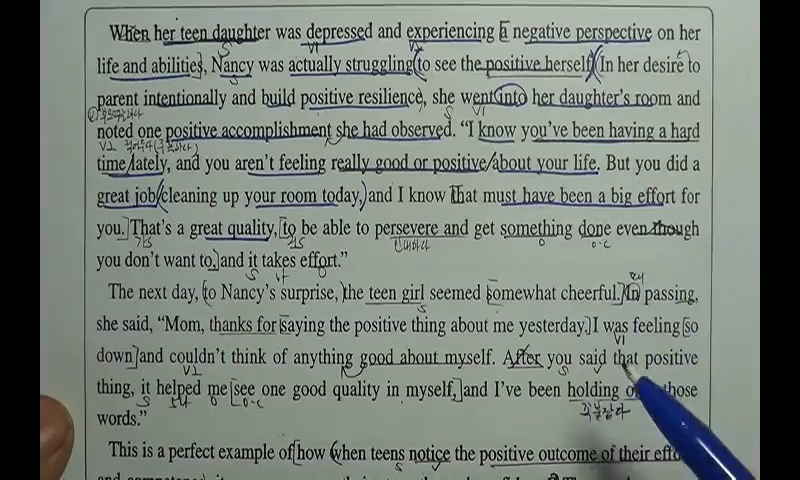 When her teen daughter was depressed and experiencing a negative perspective on her
life and abilities, Nancy was actually struggling to see the positive herself. In her desire to
parent intentionally and build positive resilience, she went into her daughter's room and
noted one positive accomplishment she had observed. "I know you've been having a hard
time lately, and you aren't feeling really good or positive about your life. But you did a
great job cleaning up your room today, and I know that must have been a big effort for
you. That's a great quality, to be able to persevere and get something done even though
인내하다
you don't want to, and it takes effort."
The next day, to Nancy's surprise, the teen girl seemed somewhat cheerful. In passing,
she said, "Mom, thanks for saying the positive thing about me yesterday. I was feeling so
down and couldn't think of anything good about myself. After you said that positive
thing, it helped me see one good quality in myself, and I've been holding those
words."
This is a perfect example of how when teens notice the positive outcome of their